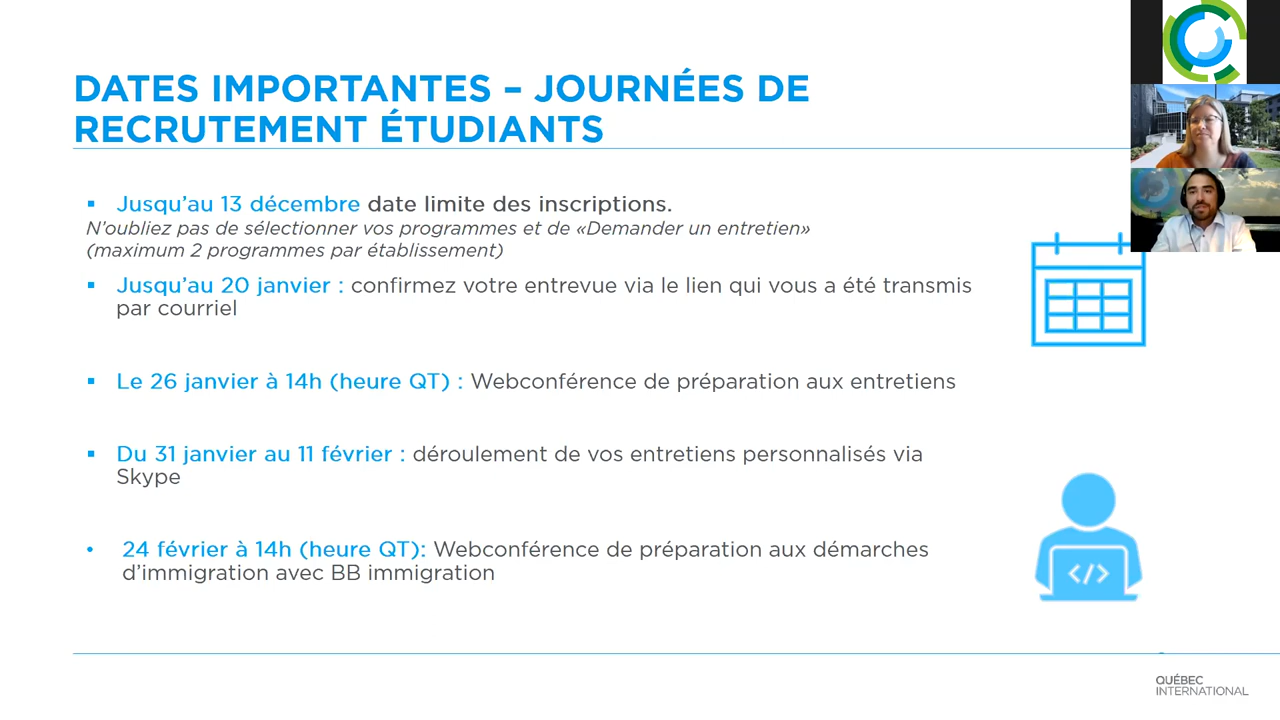 DATES IMPORTANTES – JOURNÉES DE
RECRUTEMENT ÉTUDIANTS
▪ Jusqu'au 13 décembre date limite des inscriptions.
N'oubliez pas de sélectionner vos programmes et de «Demander un entretien»
(maximum 2 programmes par établissement)
▪ Jusqu'au 20 janvier : confirmez votre entrevue via le lien qui vous a été transmis
par courriel
▪ Le 26 janvier à 14h (heure QT) : Webconférence de préparation aux entretiens
▪ Du 31 janvier au 11 février : déroulement de vos entretiens personnalisés via
Skype
• 24 février à 14h (heure QT): Webconférence de préparation aux démarches
d'immigration avec BB immigration
</>
QUÉBEC
INTERNATIONAL